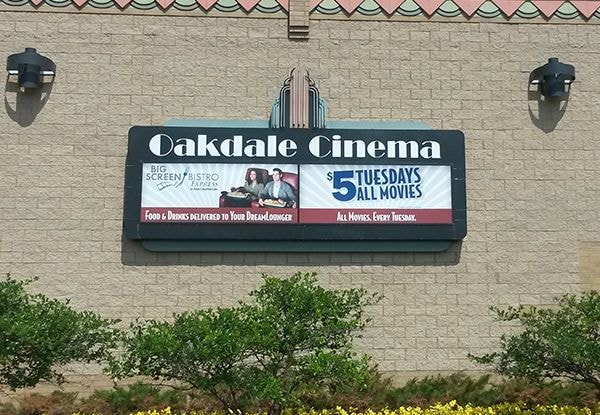 Oakdale Cinema
BIG
SCREEN BISTRO
EXPRESS
FOOD & DRINKS DELIVERED TO YOUR DREAMLOUNGER
$5 TUESDAYS
ALL MOVIES
ALL MOVIES. EVERY TUESDAY.